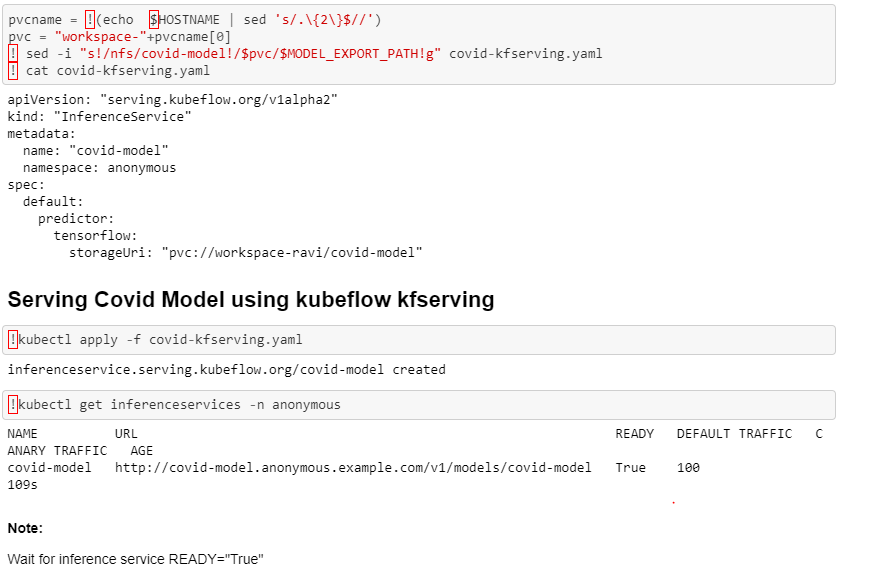 pvcname = !(echo  $HOSTNAME | sed 's/.\{2\}$//')
pvc = "workspace-"+pvcname[0]
! sed -i "s!/nfs/covid-model!/$pvc/$MODEL_EXPORT_PATH!g" covid-kfserving.yaml
! cat covid-kfserving.yaml
apiVersion: "serving.kubeflow.org/v1alpha2"
kind: "InferenceService"
metadata:
  name: "covid-model"
  namespace: anonymous
spec:
  default:
    predictor:
      tensorflow:
        storageUri: "pvc://workspace-ravi/covid-model"
Serving Covid Model using kubeflow kfserving
!kubectl apply -f covid-kfserving.yaml
inferenceservice.serving.kubeflow.org/covid-model created
!kubectl get inferenceservices -n anonymous
NAME          URL                                                              READY   DEFAULT TRAFFIC   C
ANARY TRAFFIC   AGE
covid-model   http://covid-model.anonymous.example.com/v1/models/covid-model   True    100
109s
Note:
Wait for inference service READY="True"